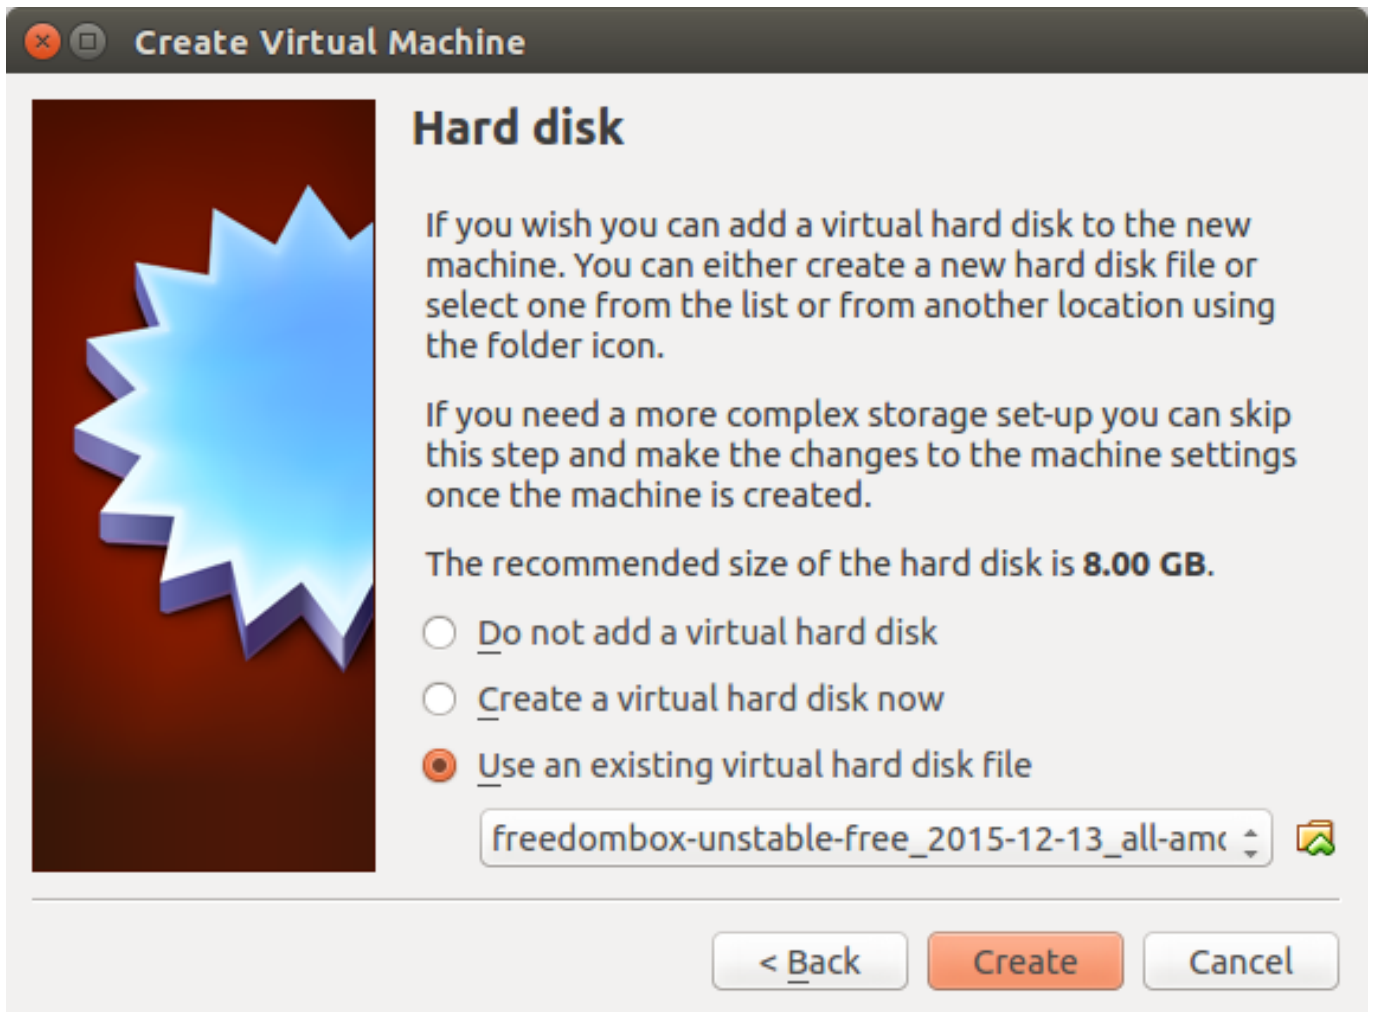 Create Virtual Machine
Hard disk
If you wish you can add a virtual hard disk to the new
machine. You can either create a new hard disk file or
select one from the list or from another location using
the folder icon.
If you need a more complex storage set-up you can skip
this step and make the changes to the machine settings
once the machine is created.
The recommended size of the hard disk is 8.00 GB.
Do not add a virtual hard disk
Create a virtual hard disk now
Use an existing virtual hard disk file
freedombox-unstable-free_2015-12-13_all-am
< Back Create Cancel